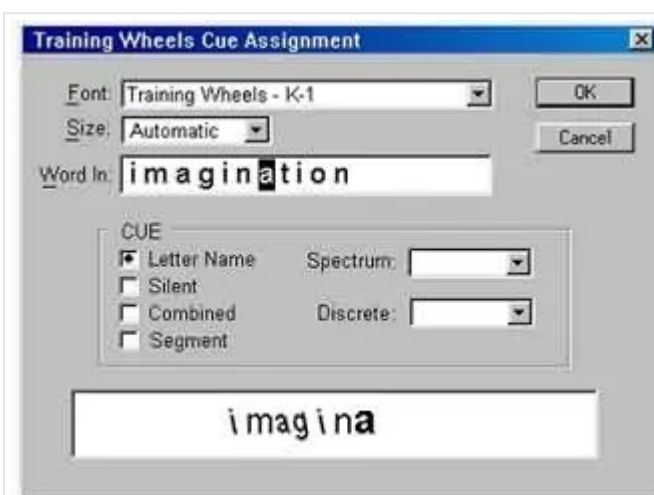 Training Wheels Cue Assignment
Font: Training Wheels - K-1
OK
Size: Automatic
Cancel
Word In: imagination
CUE
Letter Name
Spectrum:
Silent
Combined
Discrete:
Segment
imagina